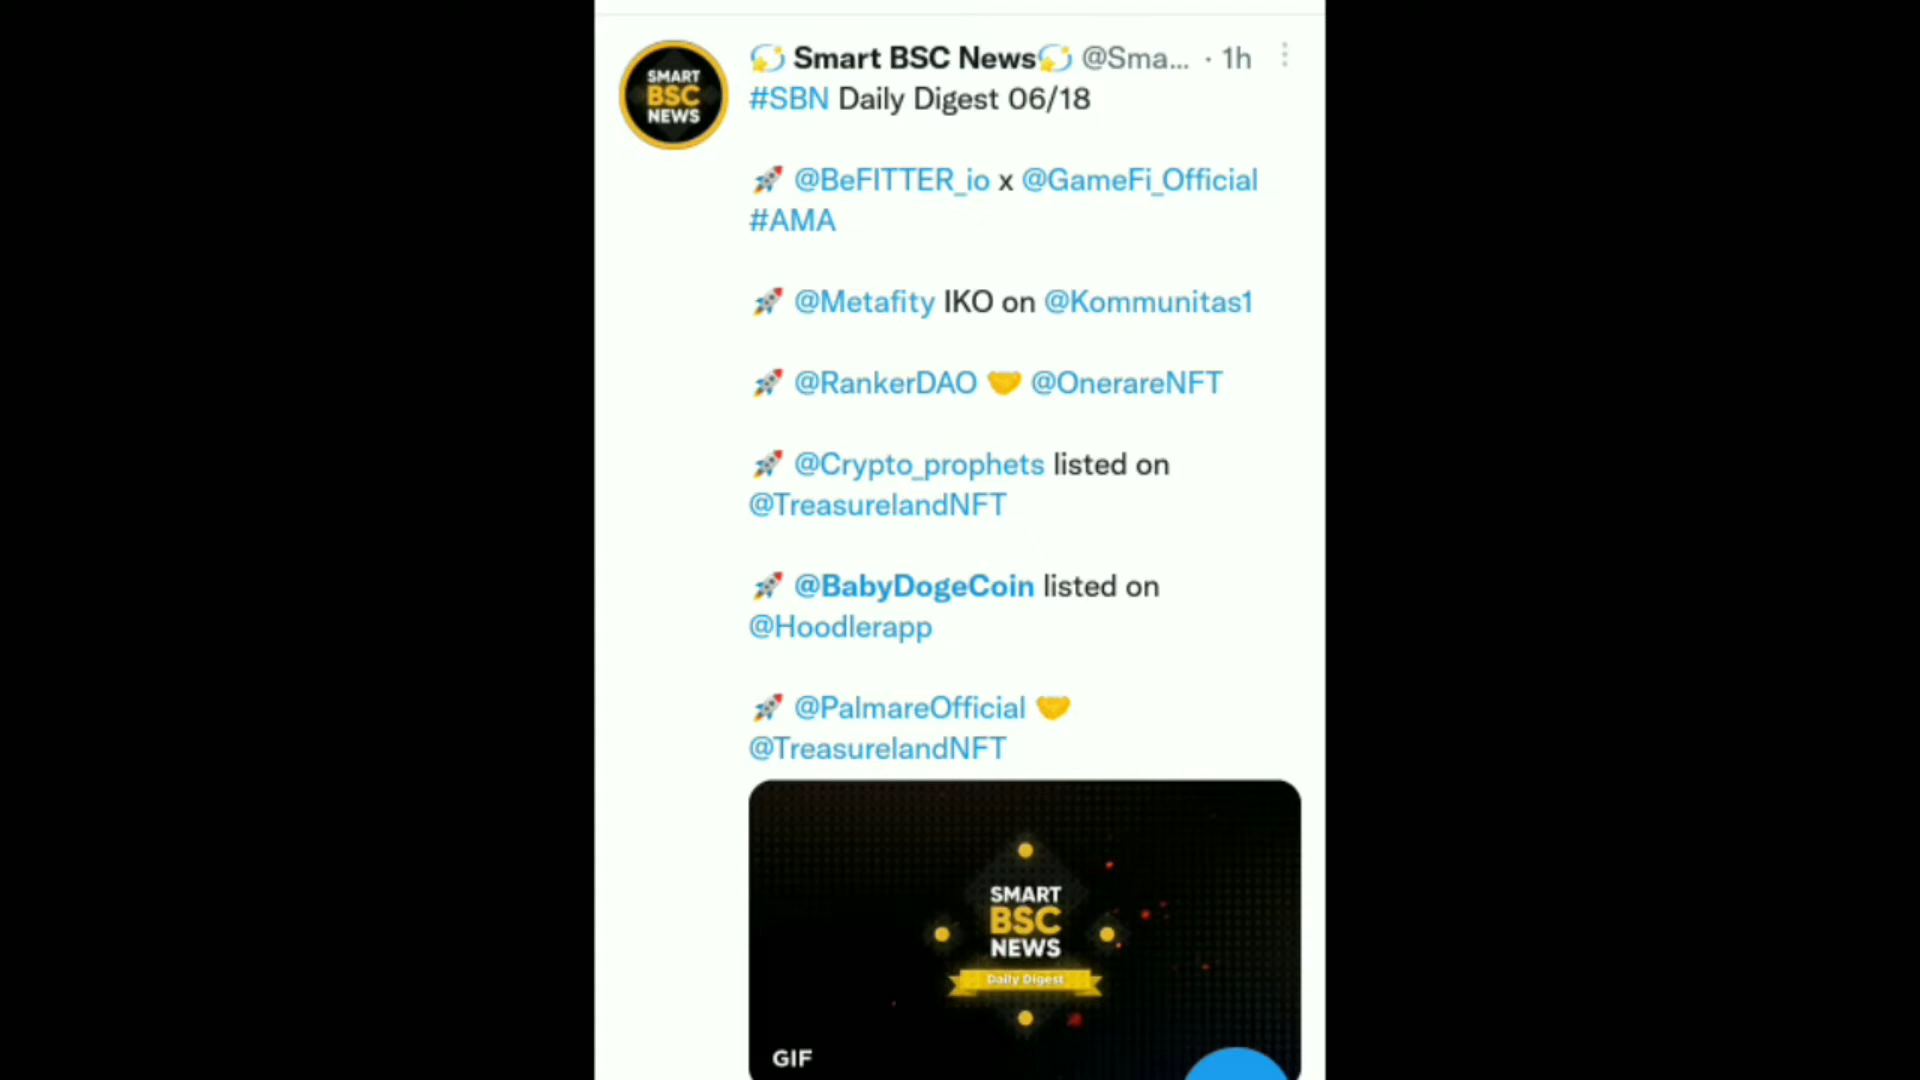 SMART
BSC
NEWS
💫 Smart BSC News💫 @Sma... · 1h
#SBN Daily Digest 06/18
🚀 @BeFITTER_io x @GameFi_Official
#AMA
🚀 @Metafity IKO on @Kommunitas1
🚀 @RankerDAO 🤝 @OnerareNFT
🚀 @Crypto_prophets listed on
@TreasurelandNFT
🚀 @BabyDogeCoin listed on
@Hoodlerapp
🚀 @PalmareOfficial 🤝
@TreasurelandNFT
SMART
BSC
NEWS
Daily Digest
GIF